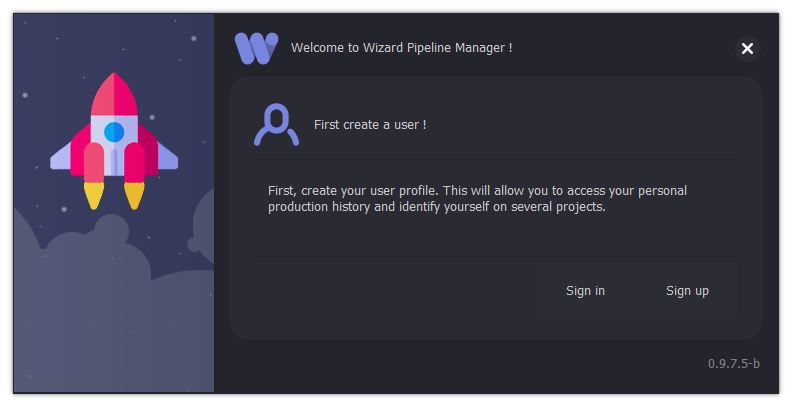 Welcome to Wizard Pipeline Manager !
First create a user !
First, create your user profile. This will allow you to access your personal
production history and identify yourself on several projects.
Sign in
Sign up
0.9.7.5-b